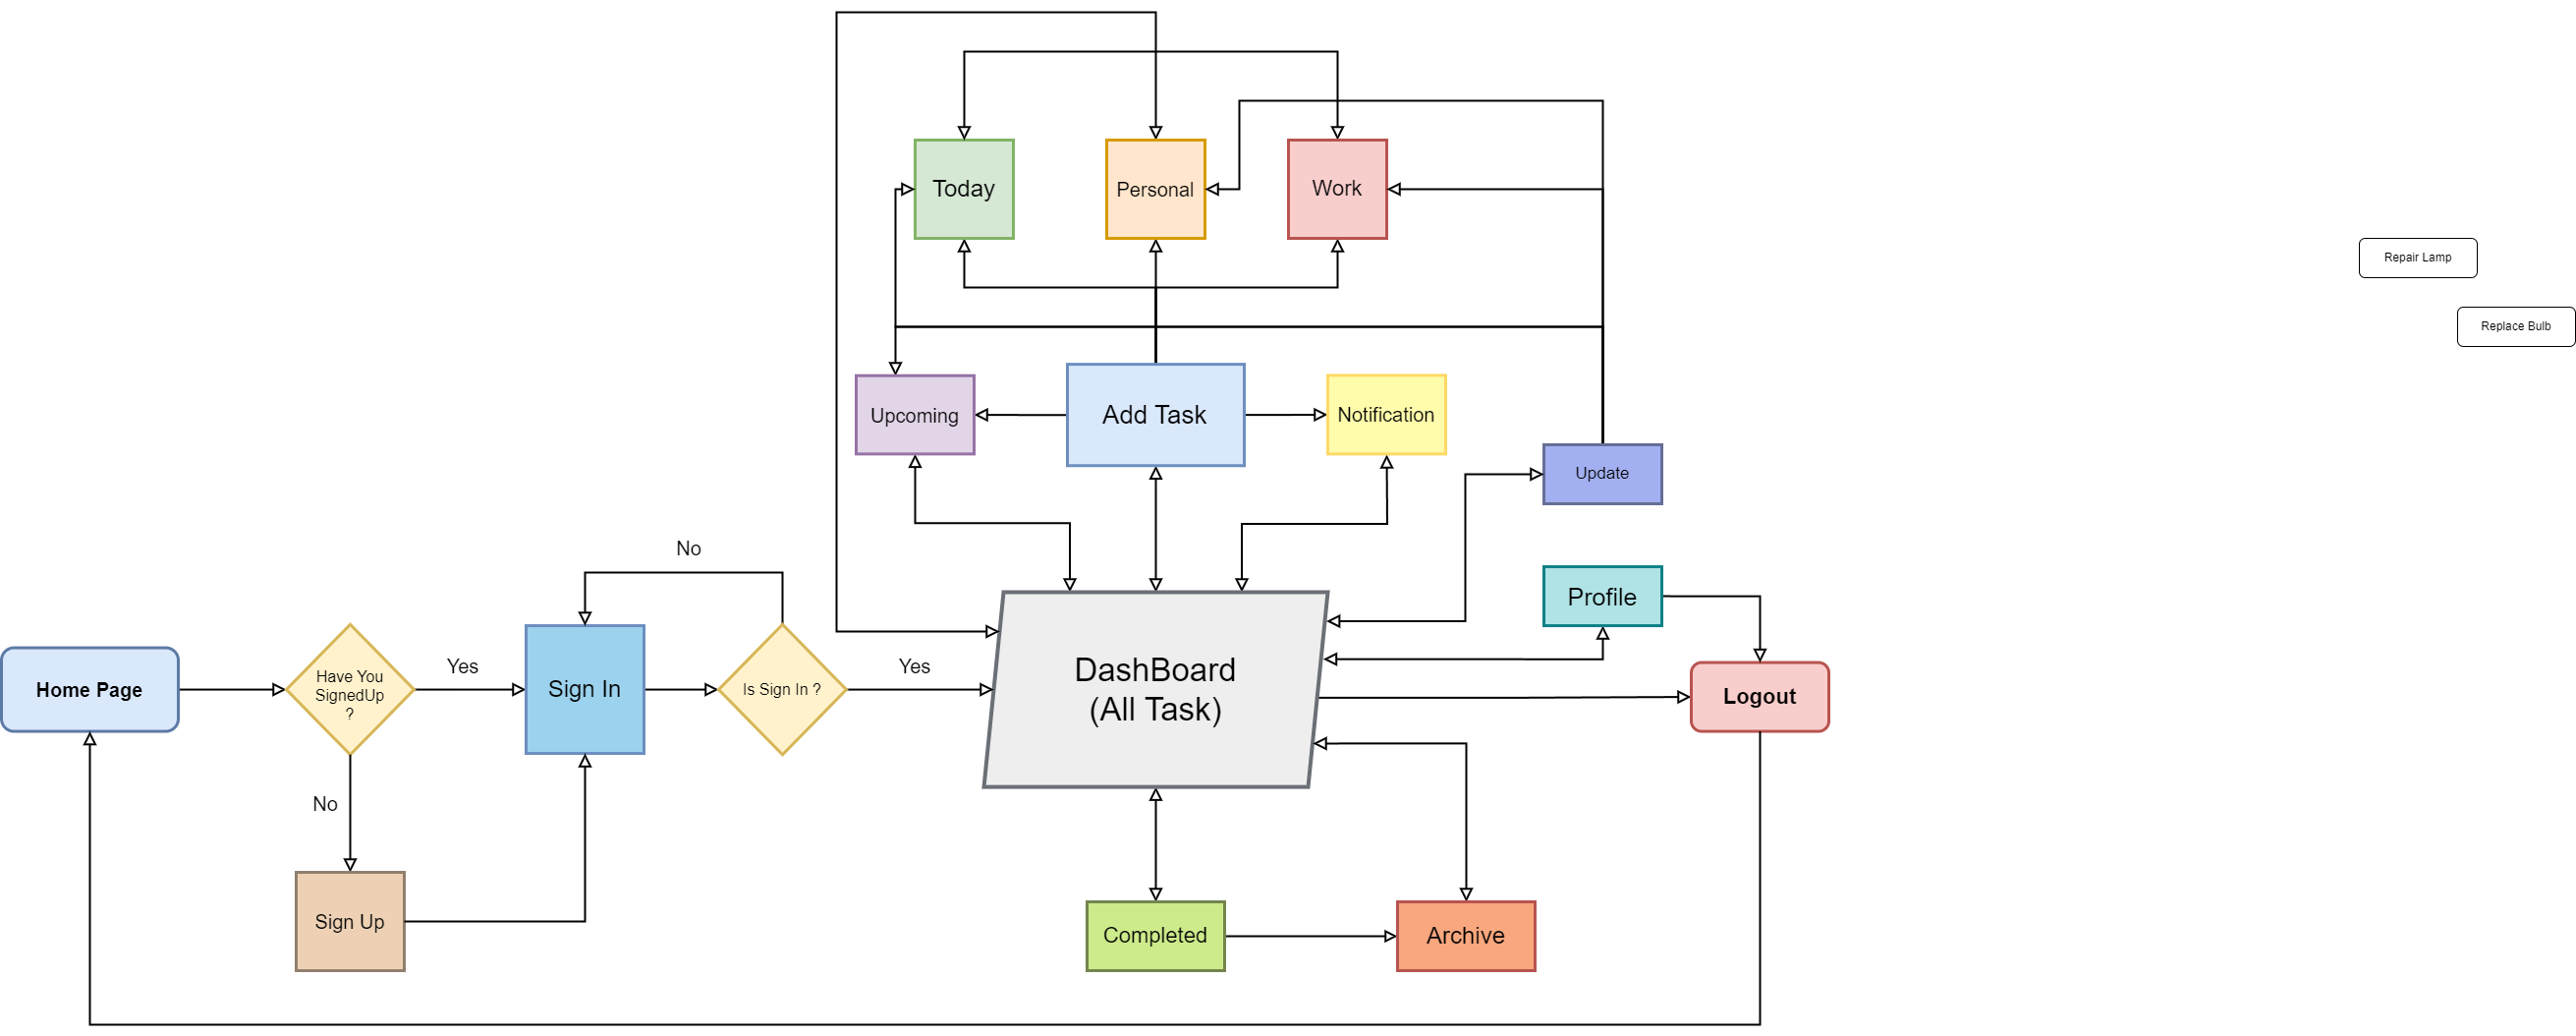 Today
Personal
Work
Repair Lamp
Replace Bulb
Upcoming
Add Task
Notification
Update
No
Profile
Home Page
Have You
SignedUp
?
Yes
Sign In
Is Sign In ?
Yes
DashBoard
(All Task)
Logout
No
Sign Up
Completed
Archive